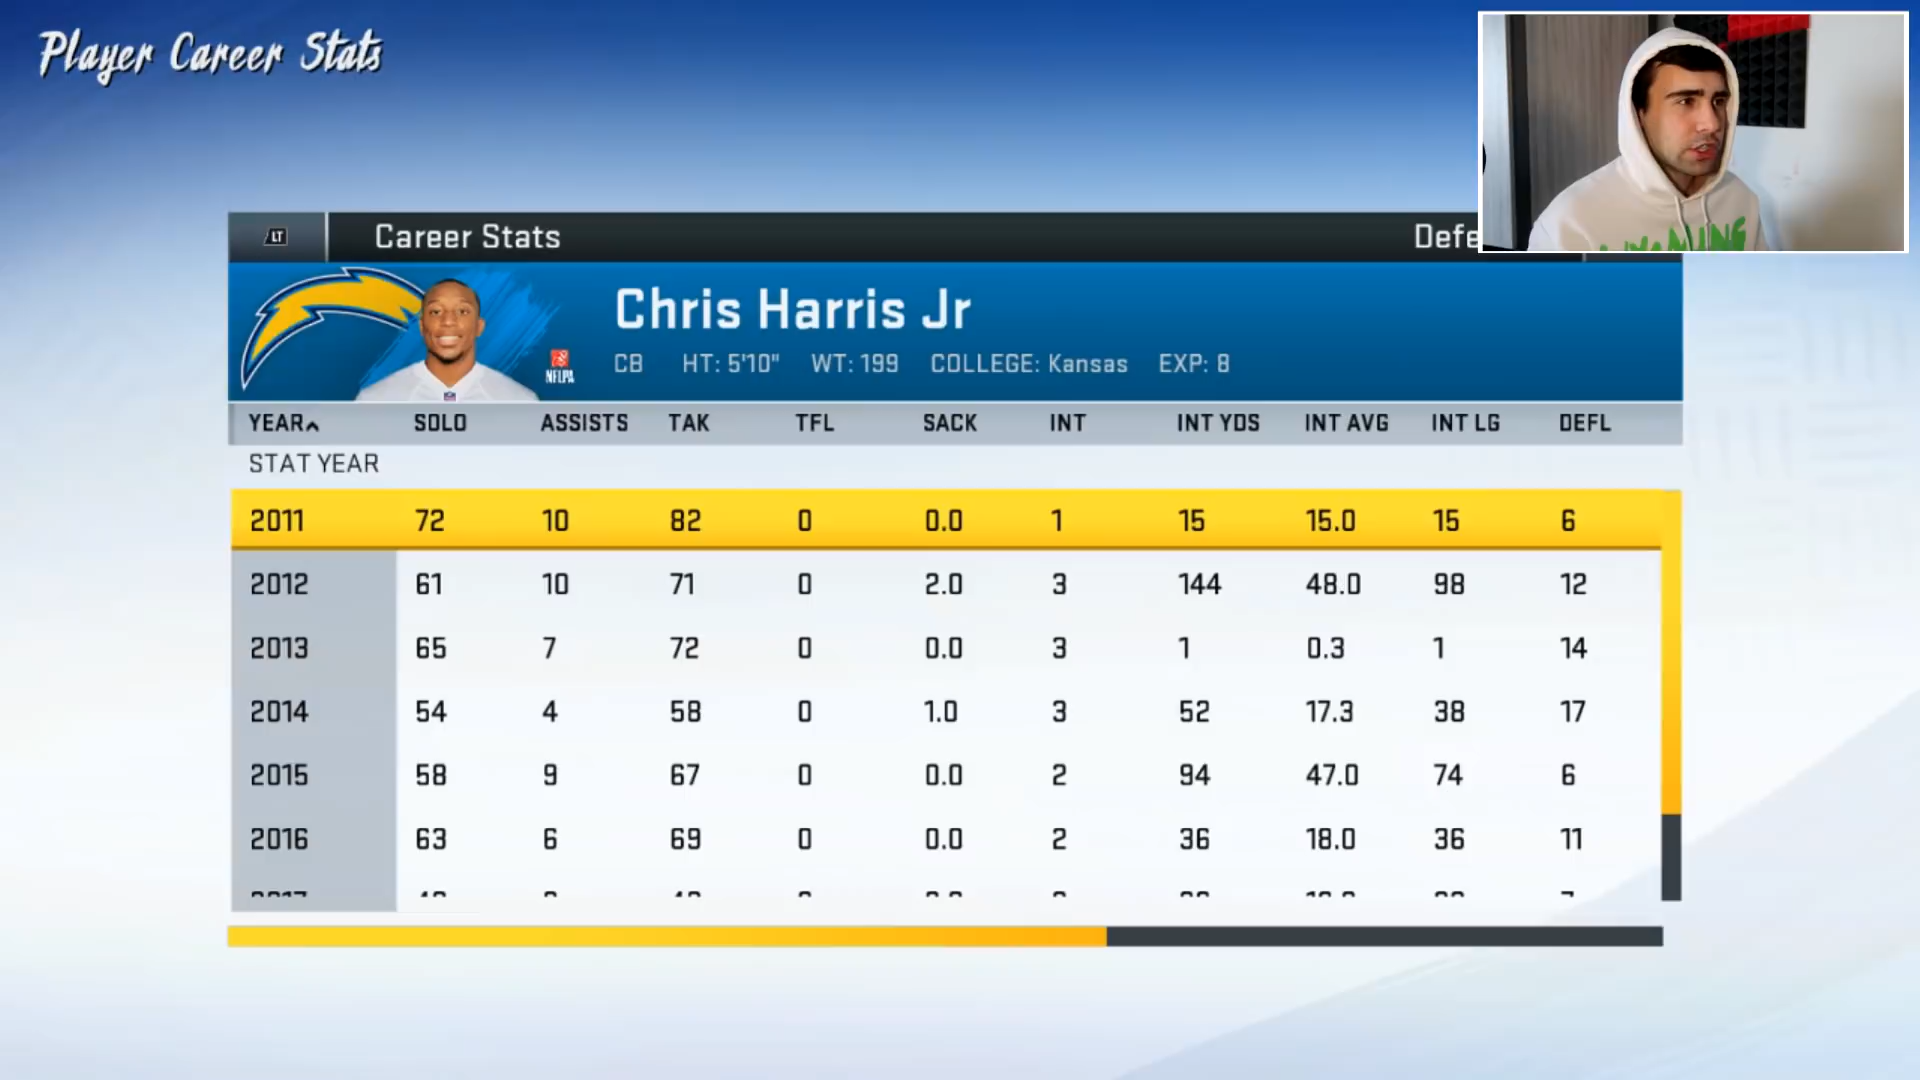 Player Career Stats
LT Career Stats Defe
Chris Harris Jr
CB HT: 5'10" WT: 199 COLLEGE: Kansas EXP: 8
NFLPA
YEAR SOLO ASSISTS TAK TFL SACK INT INT YDS INT AVG INT LG DEFL
STAT YEAR
2011 72 10 82 0 0.0 1 15 15.0 15 6
2012 61 10 71 0 2.0 3 144 48.0 98 12
2013 65 7 72 0 0.0 3 1 0.3 1 14
2014 54 4 58 0 1.0 3 52 17.3 38 17
2015 58 9 67 0 0.0 2 94 47.0 74 6
2016 63 6 69 0 0.0 2 36 18.0 36 11